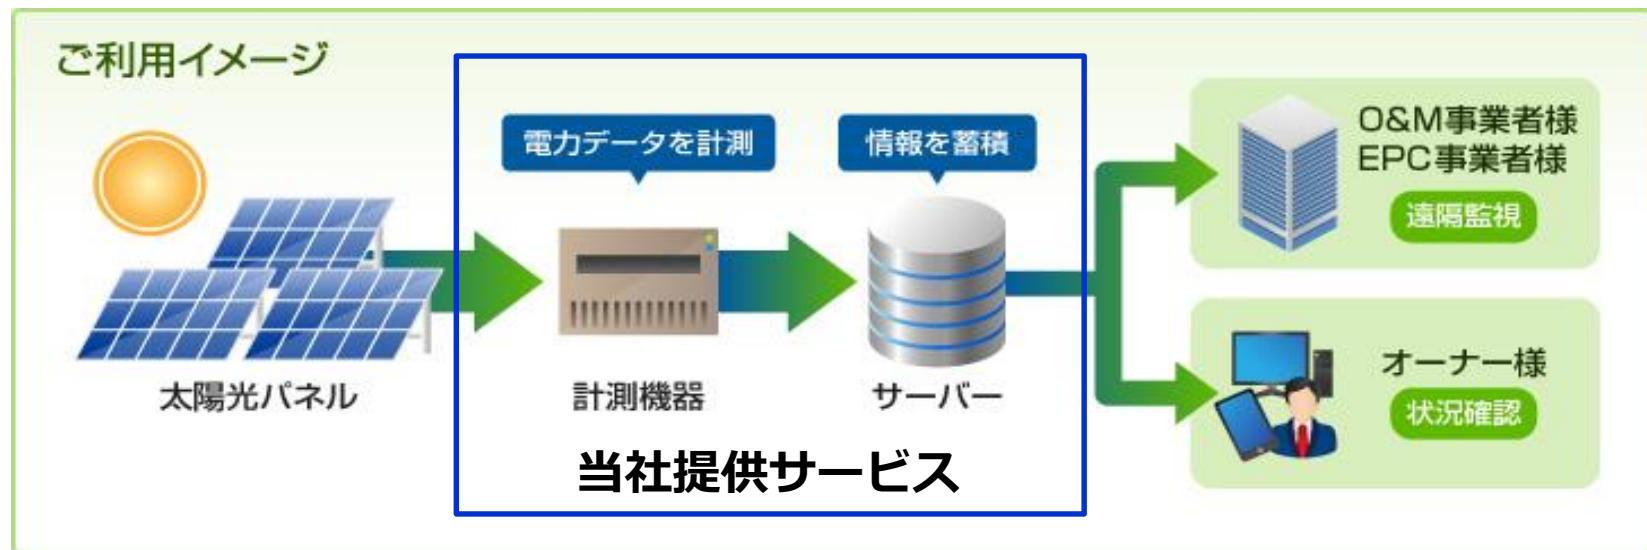 ご利用イメージ
電力データを計測
情報を蓄積
太陽光パネル
計測機器
サーバー
当社提供サービス
O&M事業者様
EPC事業者様
遠隔監視
オーナー様
状況確認